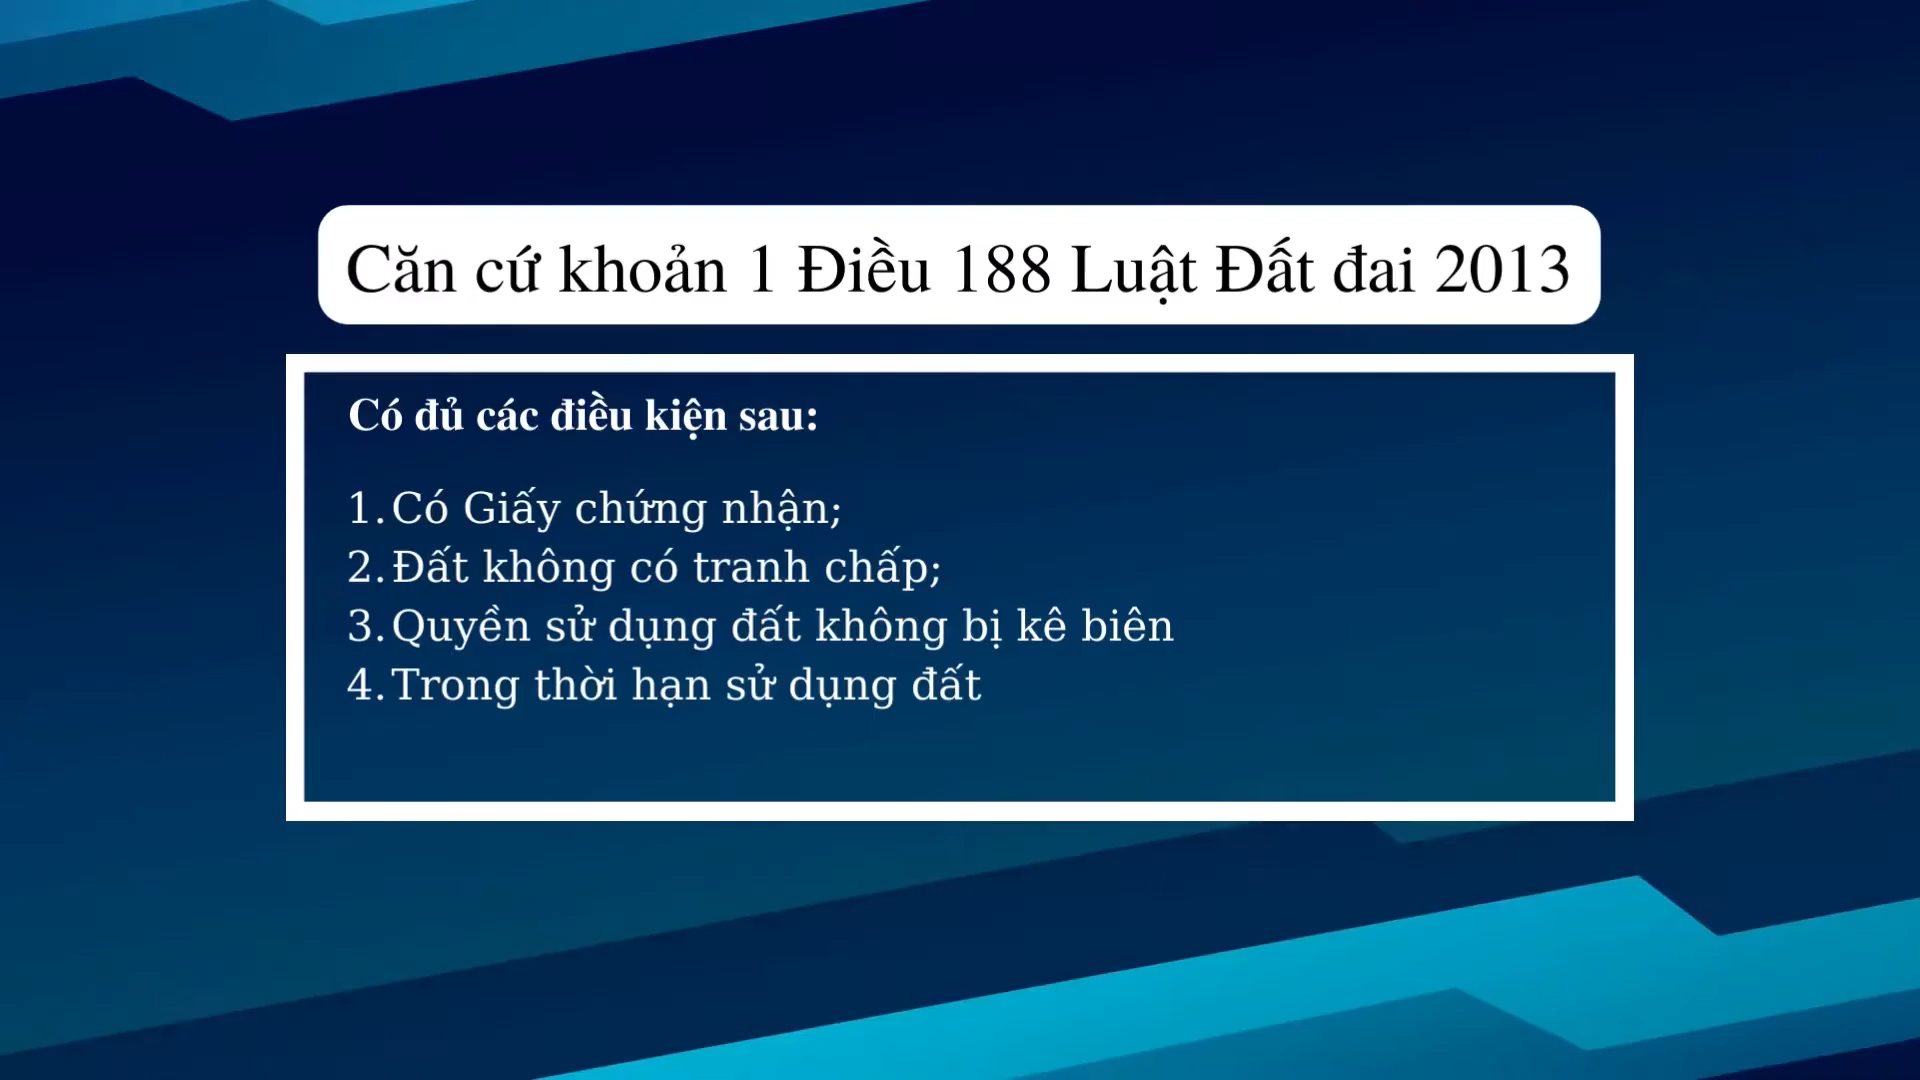 Căn cứ khoản 1 Điều 188 Luật Đất đai 2013
Có đủ các điều kiện sau:
1. Có Giấy chứng nhận;
2. Đất không có tranh chấp;
3. Quyền sử dụng đất không bị kê biên
4. Trong thời hạn sử dụng đất